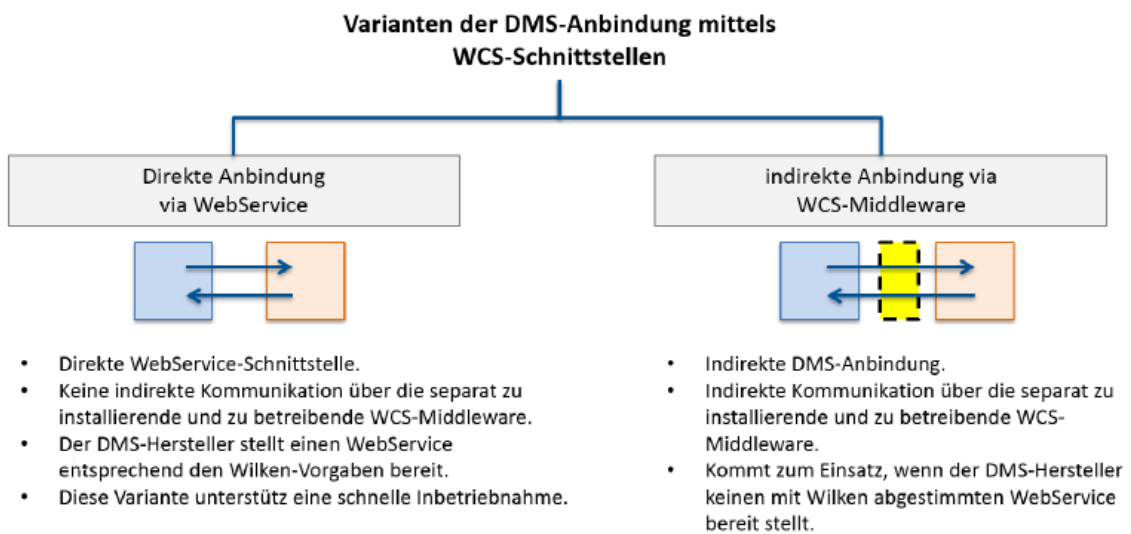 Varianten der DMS-Anbindung mittels
WCS-Schnittstellen
Direkte Anbindung
via WebService
indirekte Anbindung via
WCS-Middleware
• Direkte WebService-Schnittstelle.
• Keine indirekte Kommunikation über die separat zu
installierende und zu betreibende WCS-Middleware.
• Der DMS-Hersteller stellt einen WebService
entsprechend den Wilken-Vorgaben bereit.
• Diese Variante unterstütz eine schnelle Inbetriebnahme.
• Indirekte DMS-Anbindung.
• Indirekte Kommunikation über die separat zu
installierende und zu betreibende WCS-
Middleware.
• Kommt zum Einsatz, wenn der DMS-Hersteller
keinen mit Wilken abgestimmten WebService
bereit stellt.